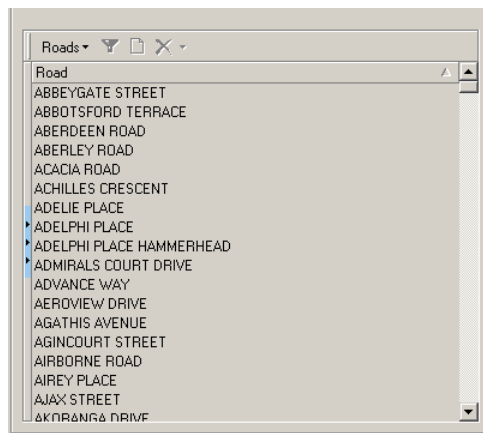 Roads
Road
ABBEYGATE STREET
ABBOTSFORD TERRACE
ABERDEEN ROAD
ABERLEY ROAD
ACACIA ROAD
ACHILLES CRESCENT
ADELIE PLACE
ADELPHI PLACE
ADELPHI PLACE HAMMERHEAD
ADMIRALS COURT DRIVE
ADVANCE WAY
AEROVIEW DRIVE
AGATHIS AVENUE
AGINCOURT STREET
AIRBORNE ROAD
AIREY PLACE
AJAX STREET
AKORANGA DRIVE